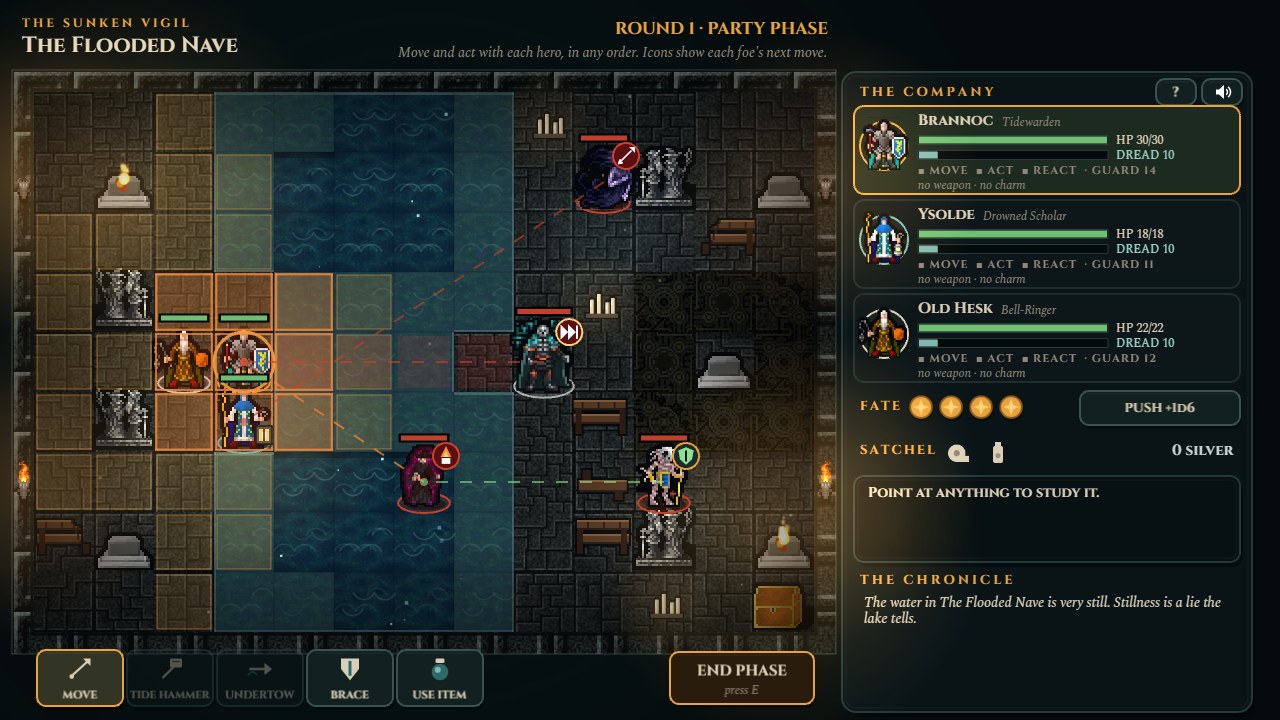 THE SUNKEN VIGIL
THE FLOODED NAVE
ROUND 1 · PARTY PHASE
Move and act with each hero, in any order. Icons show each foe's next move.
THE COMPANY
?
BRANNOC Tidewarden
HP 30/30
DREAD 10
MOVE ACT REACT · GUARD 14
no weapon · no charm
YSOLDE Drowned Scholar
HP 18/18
DREAD 10
MOVE ACT REACT · GUARD 11
no weapon · no charm
OLD HESK Bell-Ringer
HP 22/22
DREAD 10
MOVE ACT REACT · GUARD 12
no weapon · no charm
FATE
PUSH +1D6
SATCHEL
0 SILVER
POINT AT ANYTHING TO STUDY IT.
THE CHRONICLE
The water in The Flooded Nave is very still. Stillness is a lie the
lake tells.
MOVE
TIDE HAMMER
UNDERTOW
BRACE
USE ITEM
END PHASE
press E